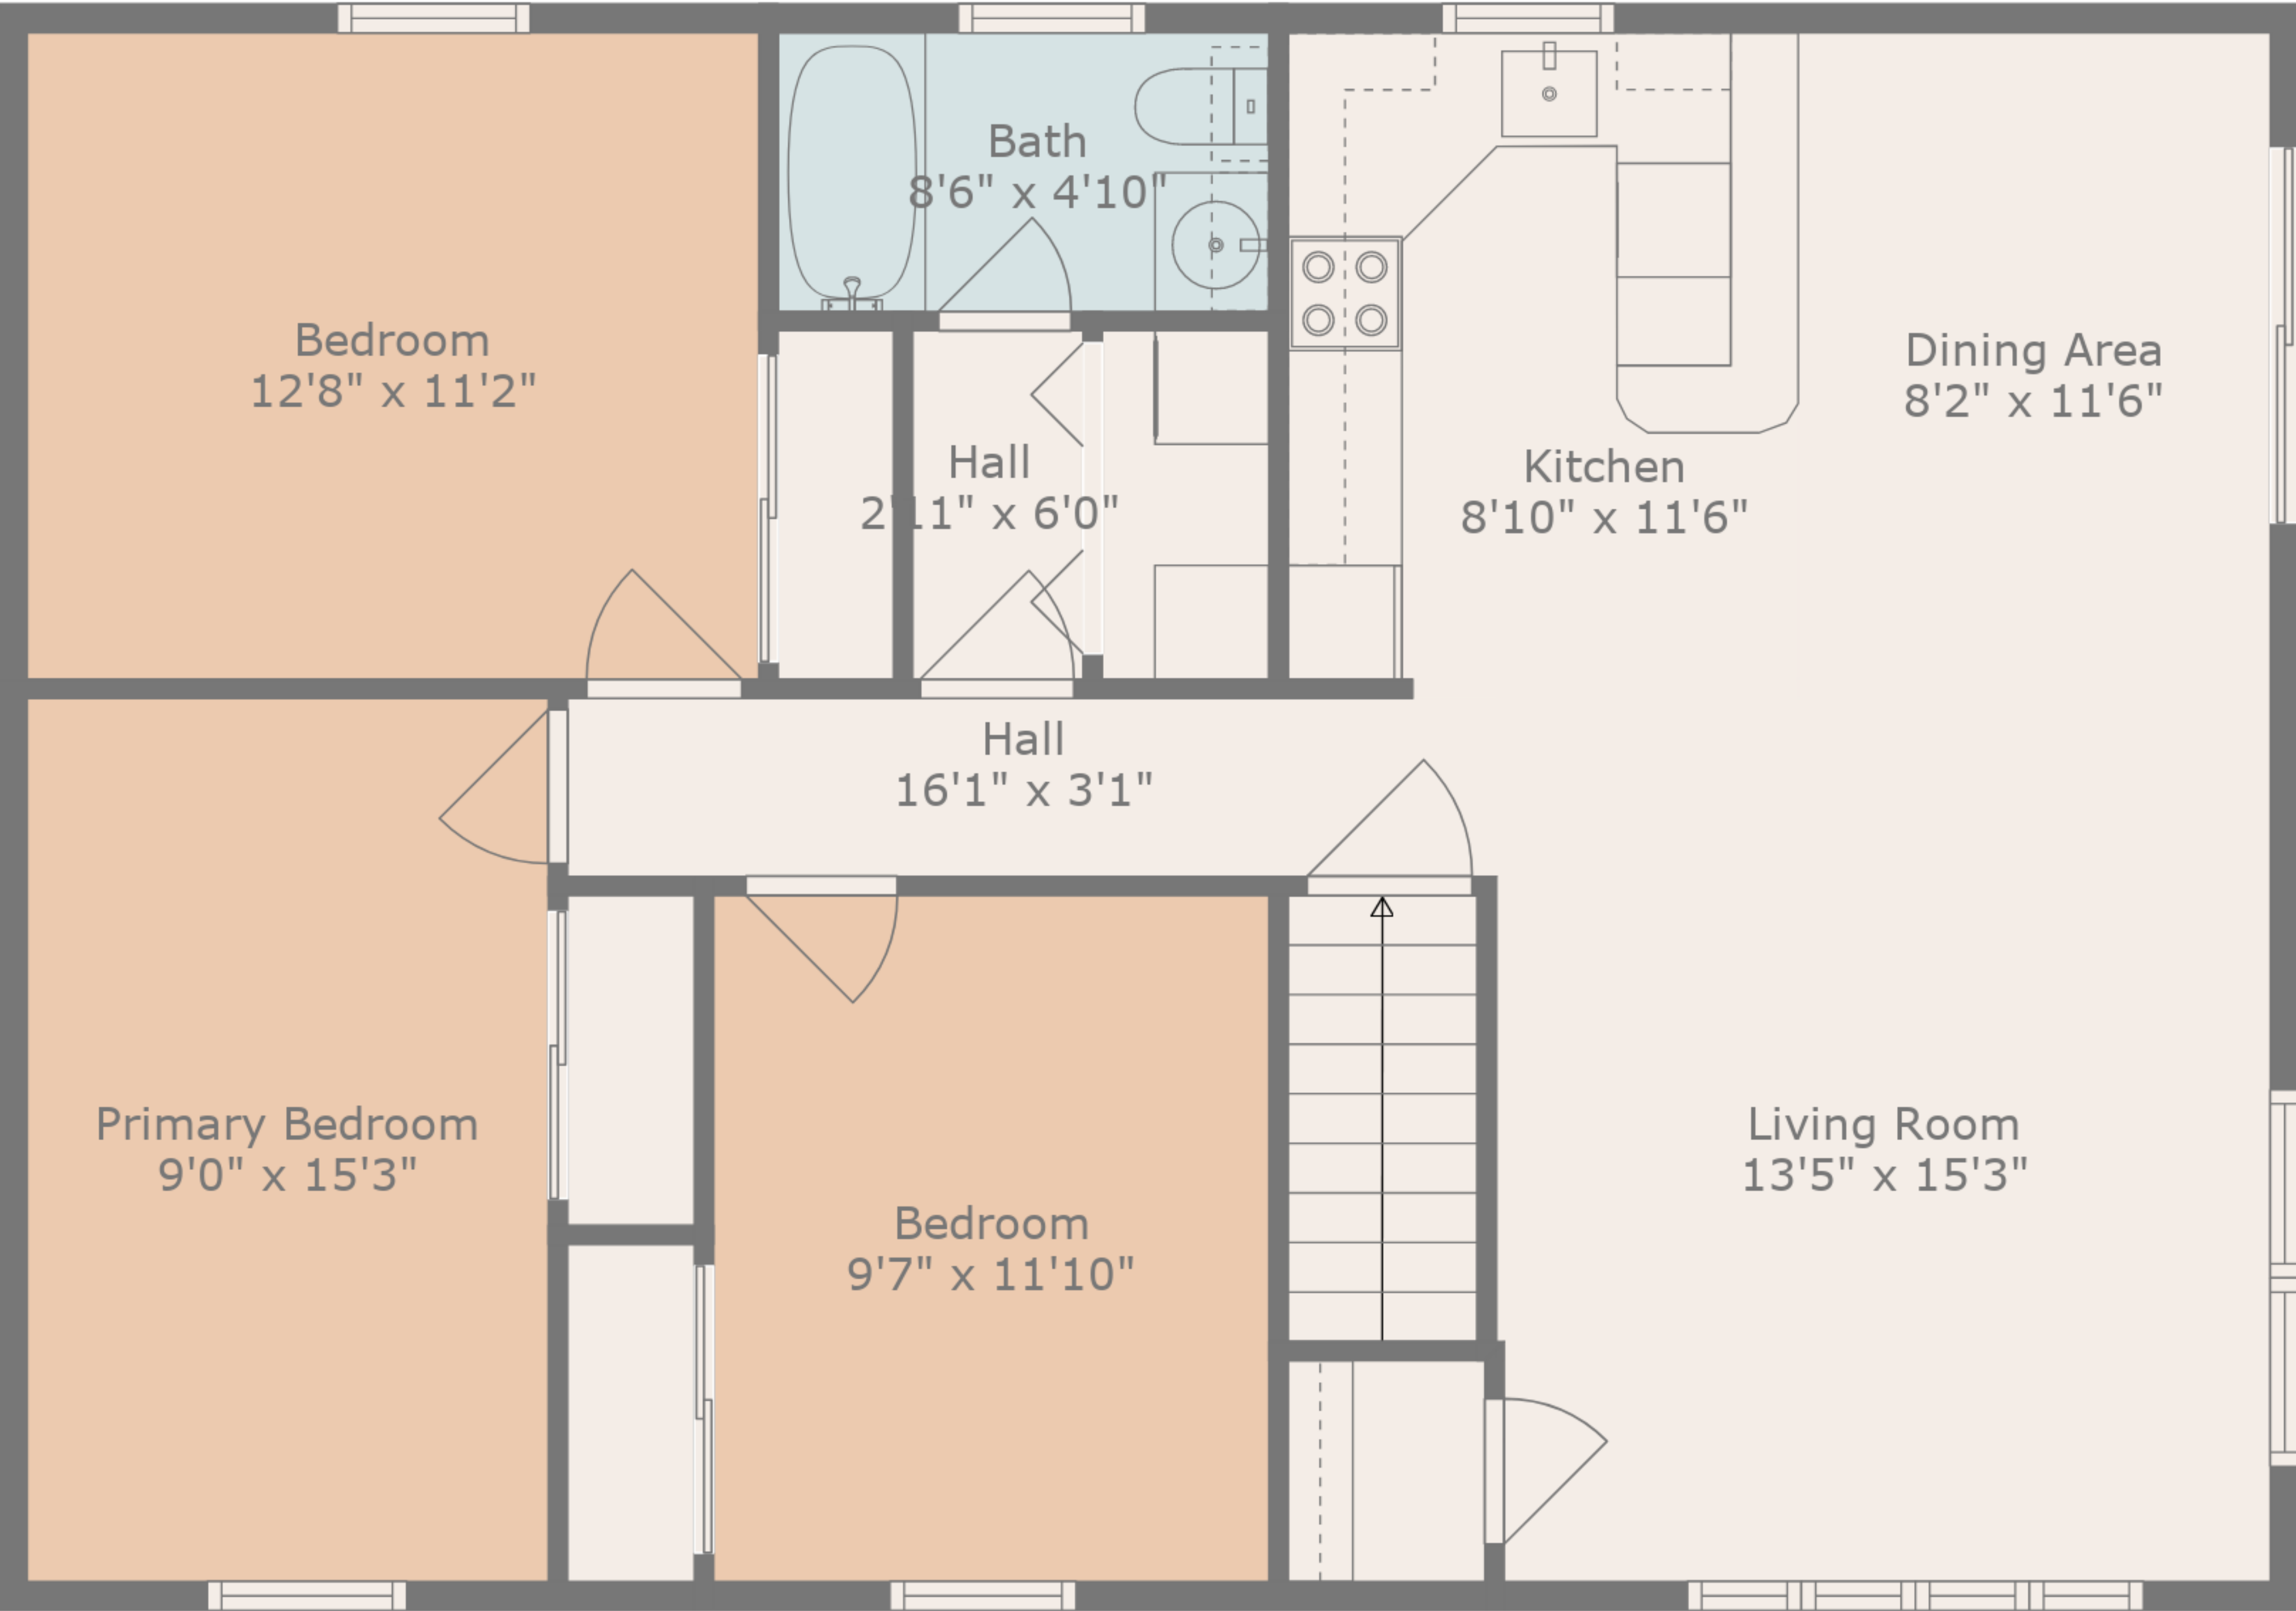 Bath
8'6" x 4'10"
Bedroom
12'8" x 11'2"
Dining Area
8'2" x 11'6"
Hall
2'11" x 6'0"
Kitchen
8'10" x 11'6"
Hall
16'1" x 3'1"
Primary Bedroom
9'0" x 15'3"
Living Room
13'5" x 15'3"
Bedroom
9'7" x 11'10"